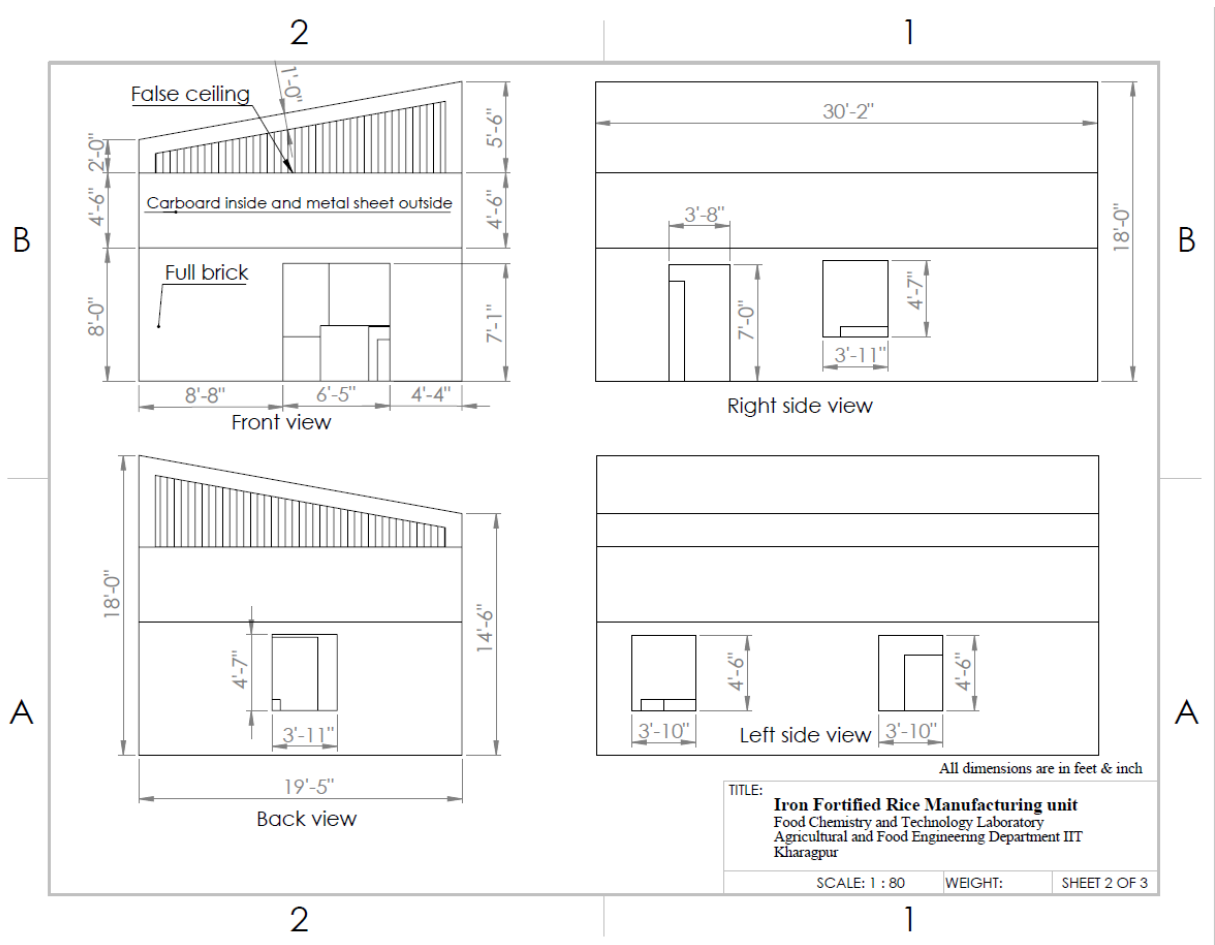 2
1
False ceiling
1'-0"
2'-0"
5'-6"
30'-2"
4'-6"
Carboard inside and metal sheet outside
4'-6"
3'-8"
18'-0"
B
B
Full brick
8'-0"
7'-1"
7'-0"
4'-7"
3'-11"
8'-8"
6'-5"
4'-4"
Front view
Right side view
18'-0"
14'-6"
4'-7"
3'-11"
4'-6"
4'-6"
A
A
3'-10"
Left side view
3'-10"
19'-5"
Back view
All dimensions are in feet & inch
TITLE:
Iron Fortified Rice Manufacturing unit
Food Chemistry and Technology Laboratory
Agricultural and Food Engineering Department IIT
Kharagpur
SCALE: 1 : 80
WEIGHT:
SHEET 2 OF 3
2
1